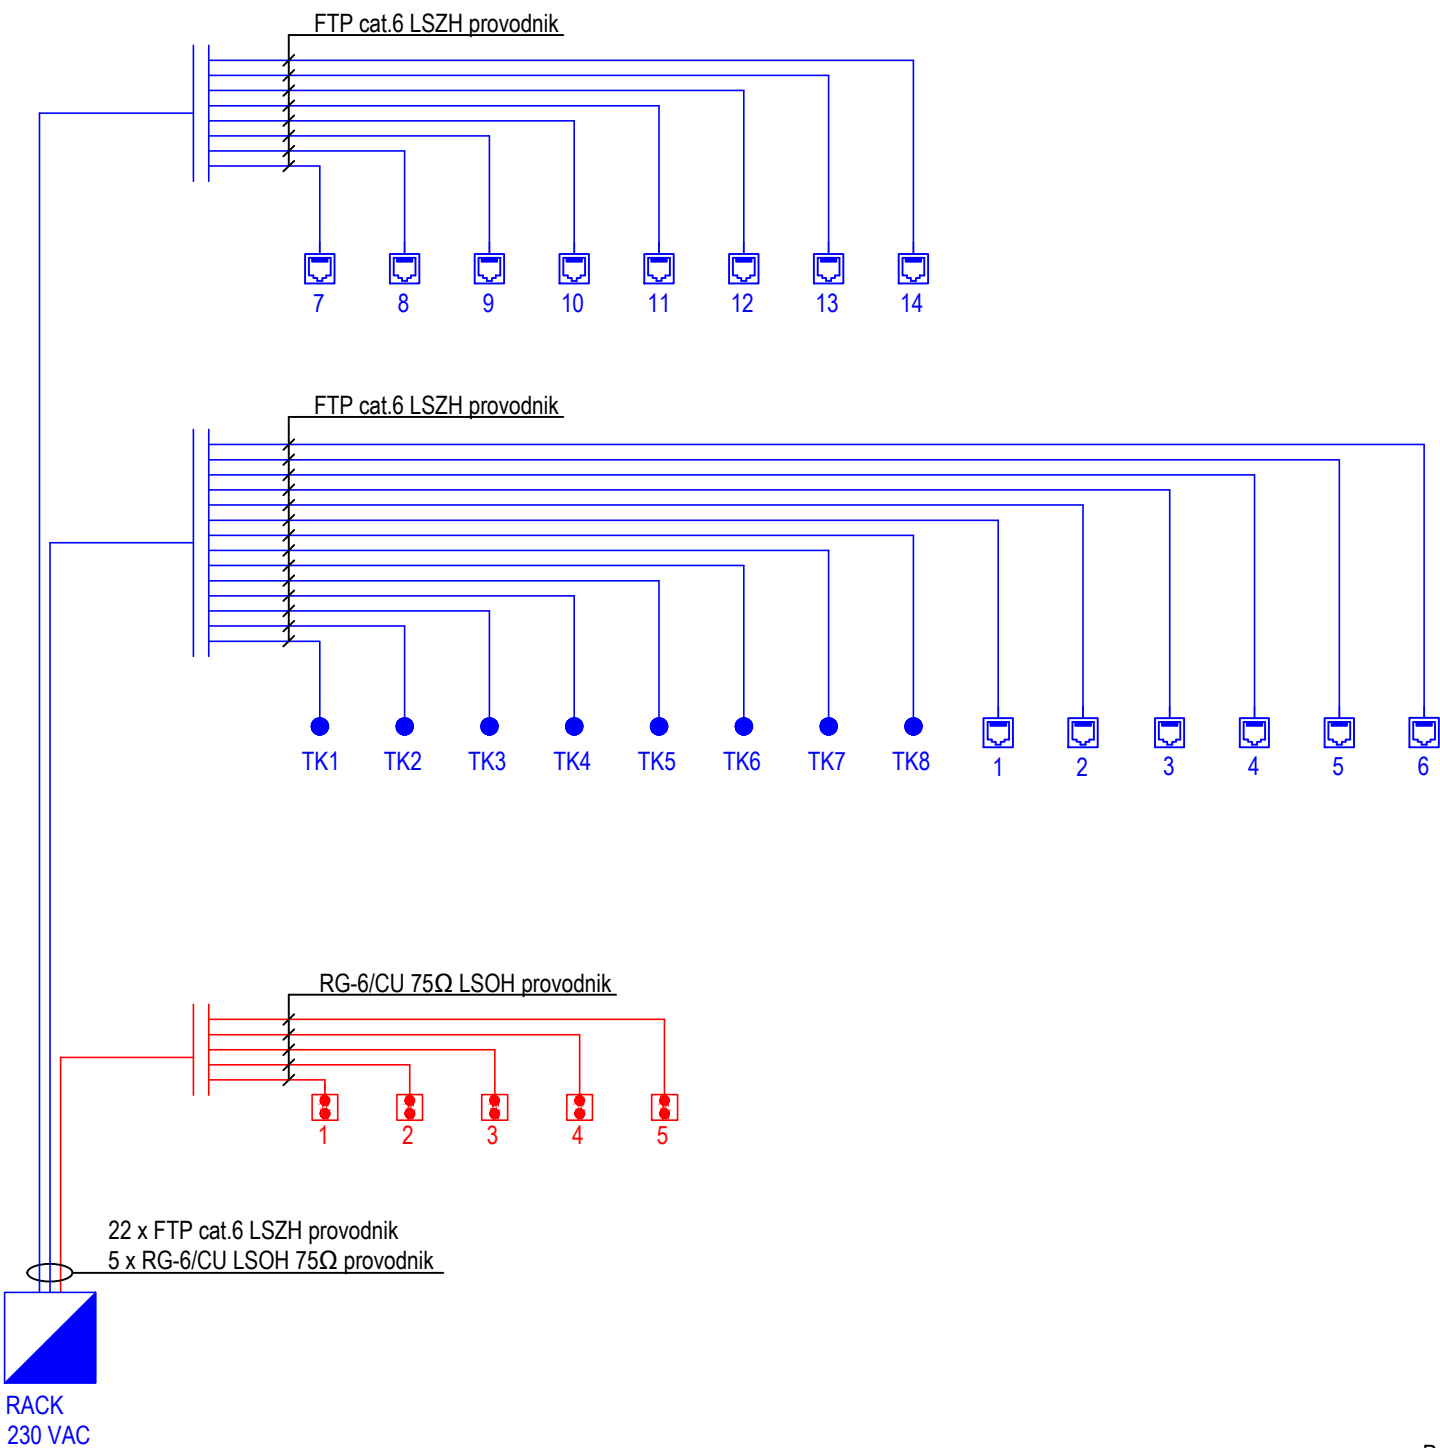 FTP cat.6 LSZH provodnik
7 8 9 10 11 12 13 14
FTP cat.6 LSZH provodnik
TK1 TK2 TK3 TK4 TK5 TK6 TK7 TK8 1 2 3 4 5 6
RG-6/CU 75Ω LSOH provodnik
1 2 3 4 5
22 x FTP cat.6 LSZH provodnik
5 x RG-6/CU LSOH 75Ω provodnik
RACK
230 VAC